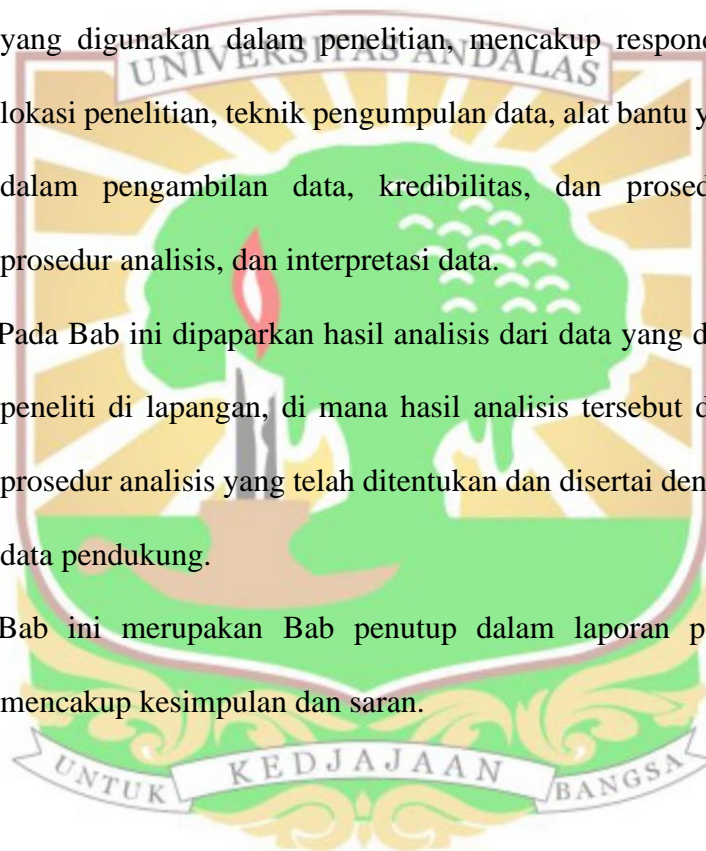 yang digunakan dalam penelitian, mencakup respond
UNIVERSITAS ANDALAS
lokasi penelitian, teknik pengumpulan data, alat bantu y
dalam pengambilan data, kredibilitas, dan prosed
prosedur analisis, dan interpretasi data.
Pada Bab ini dipaparkan hasil analisis dari data yang d
peneliti di lapangan, di mana hasil analisis tersebut d
prosedur analisis yang telah ditentukan dan disertai den
data pendukung.
Bab ini merupakan Bab penutup dalam laporan p
mencakup kesimpulan dan saran.
UNTUK KEDJAJAAN BANGSA